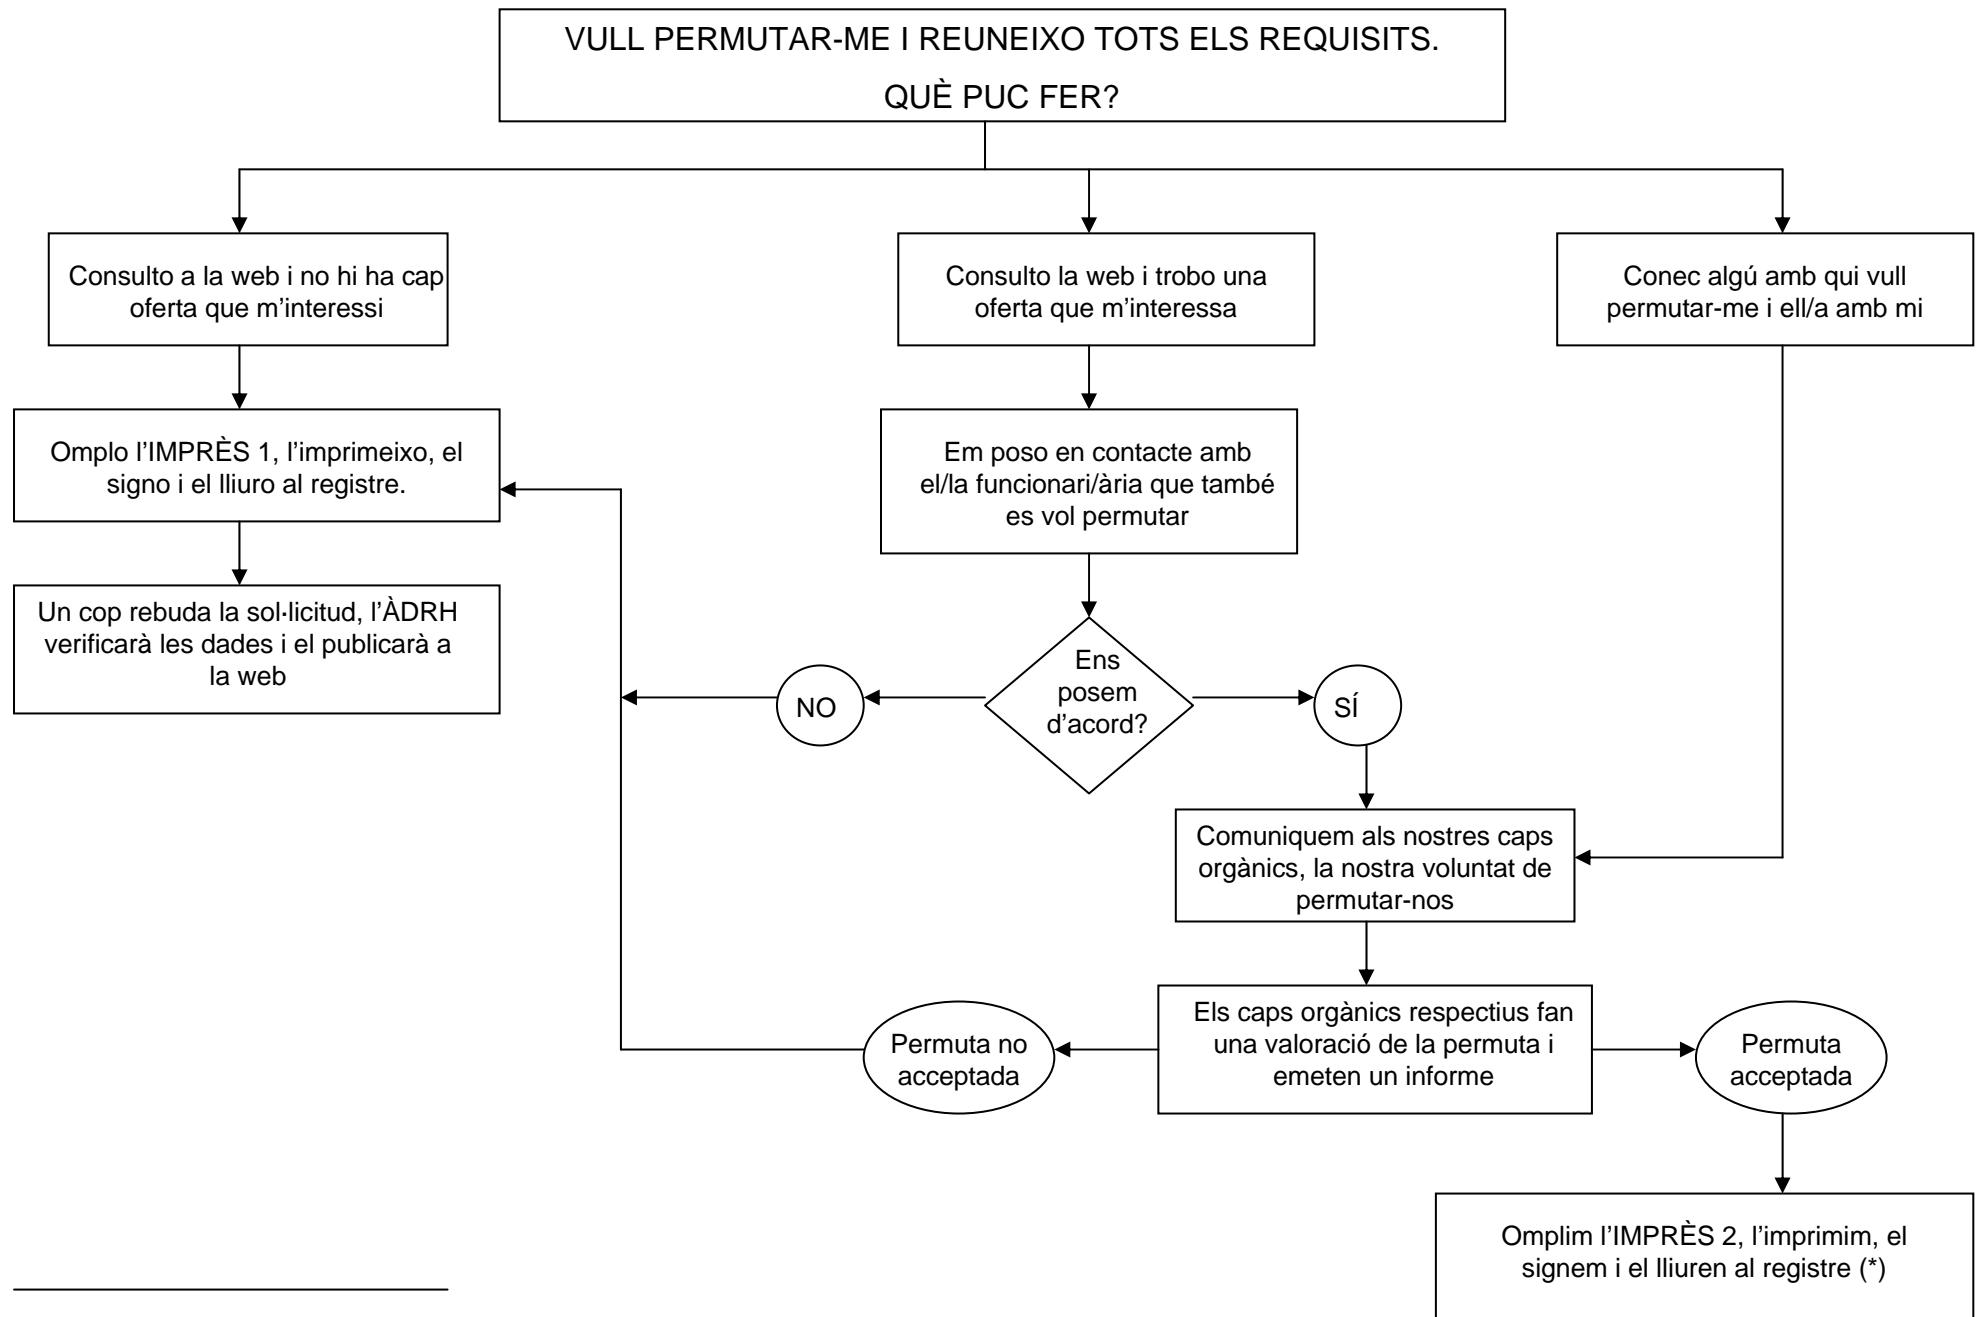 VULL PERMUTAR-ME I REUNEIXO TOTS ELS REQUISITS.
QUÈ PUC FER?
Consulto a la web i no hi ha cap
oferta que m’interessi
Consulto la web i trobo una
oferta que m’interessa
Conec algú amb qui vull
permutar-me i ell/a amb mi
Omplo l’IMPRÈS 1, l’imprimeixo, el
signo i el lliuro al registre.
Em poso en contacte amb
el/la funcionari/ària que també
es vol permutar
Un cop rebuda la sol·licitud, l’ÀDRH
verificarà les dades i el publicarà a
la web
Ens
posem
d’acord?
NO
SÍ
Comuniquem als nostres caps
orgànics, la nostra voluntat de
permutar-nos
Permuta no
acceptada
Els caps orgànics respectius fan
una valoració de la permuta i
emeten un informe
Permuta
acceptada
Omplim l’IMPRÈS 2, l’imprimim, el
signem i el lliuren al registre (*)